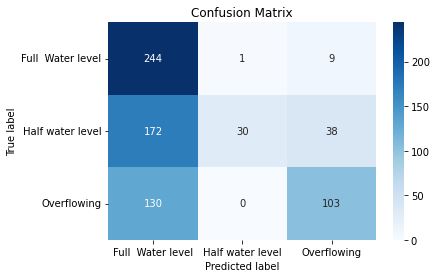 Confusion Matrix
Full  Water level
244
1
9
Half water level
172
30
38
Overflowing
130
0
103
Full  Water level
Half water level
Overflowing
Predicted label
True label
200
150
100
50
0